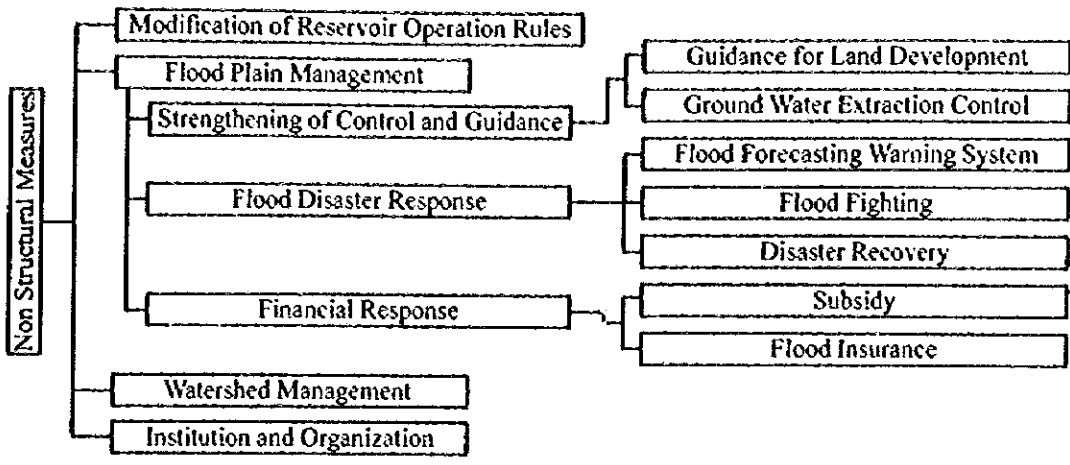 Non Structural Measures
Modification of Reservoir Operation Rules
Flood Plain Management
Strengthening of Control and Guidance
Guidance for Land Development
Ground Water Extraction Control
Flood Disaster Response
Flood Forecasting Warning System
Flood Fighting
Disaster Recovery
Financial Response
Subsidy
Flood Insurance
Watershed Management
Institution and Organization